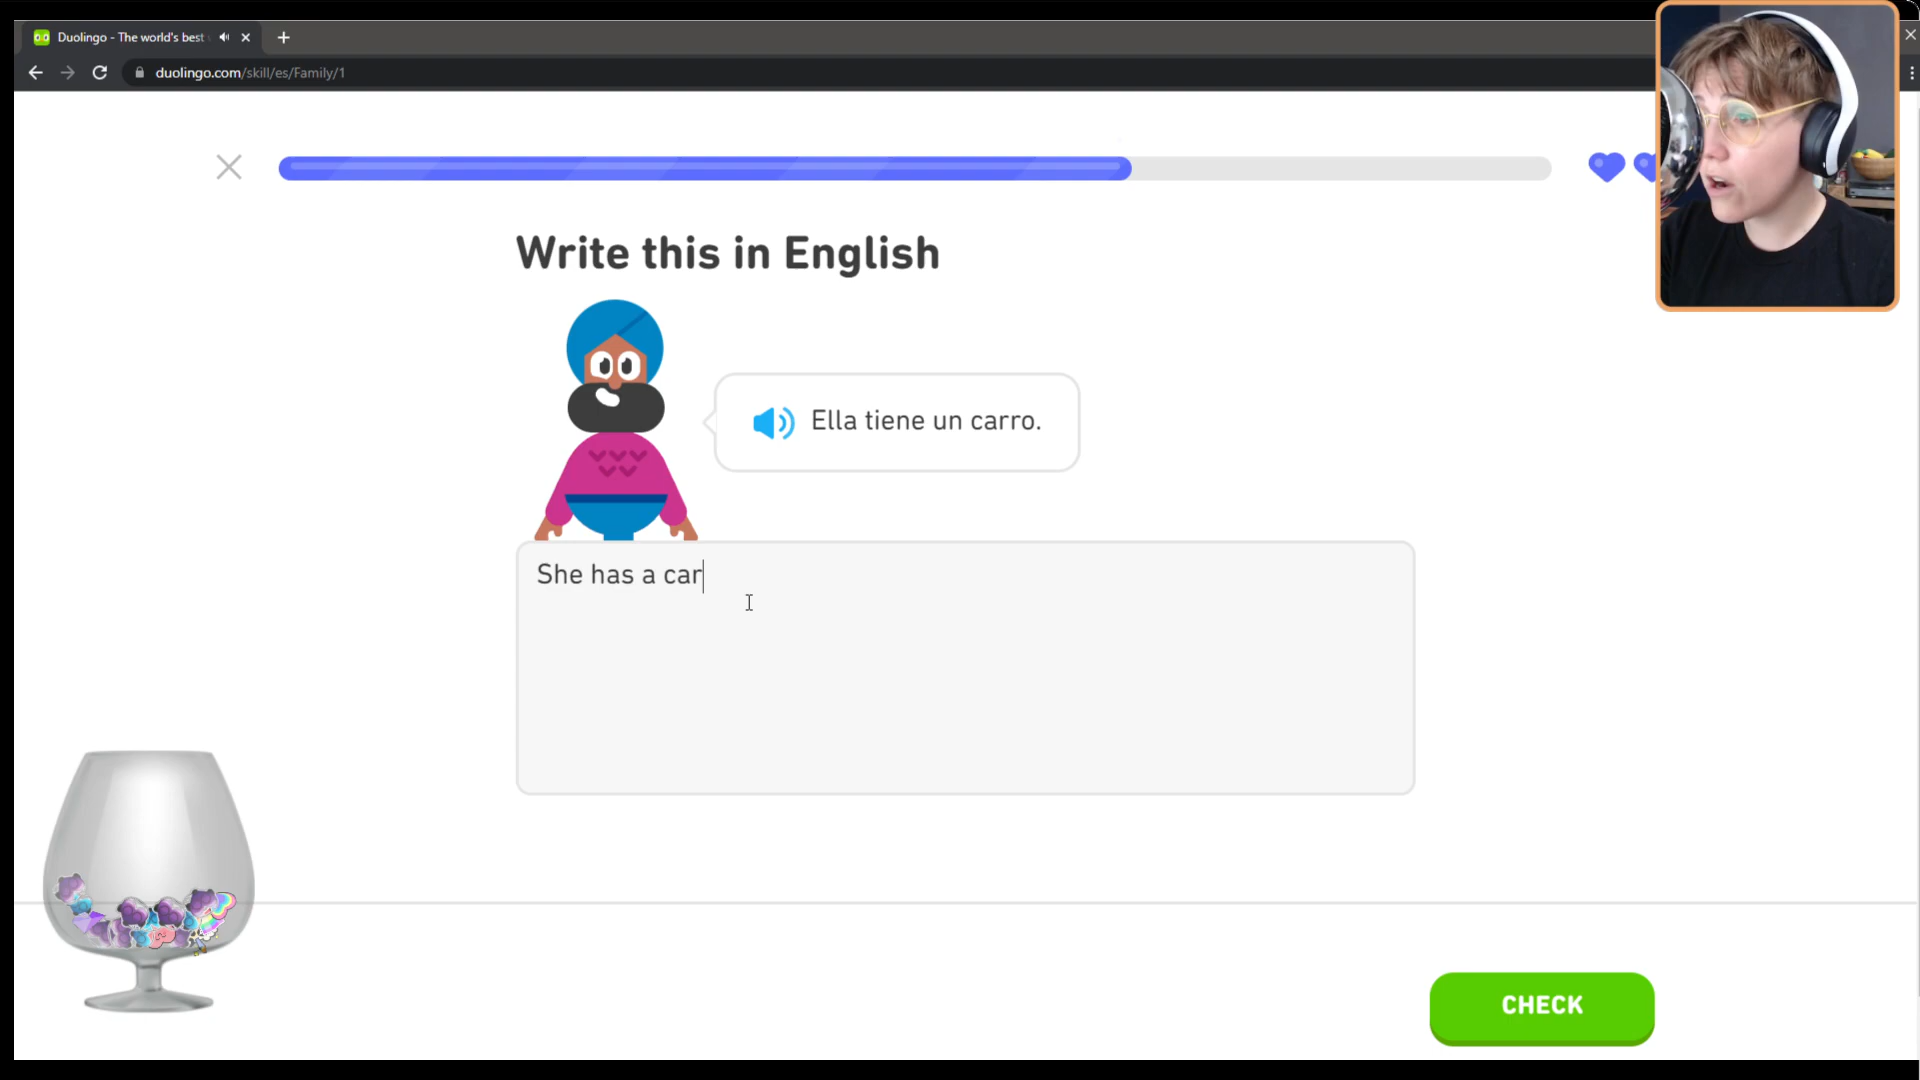 Duolingo - The world's best
duolingo.com/skill/es/Family/1
Write this in English
Ella tiene un carro.
She has a car
CHECK